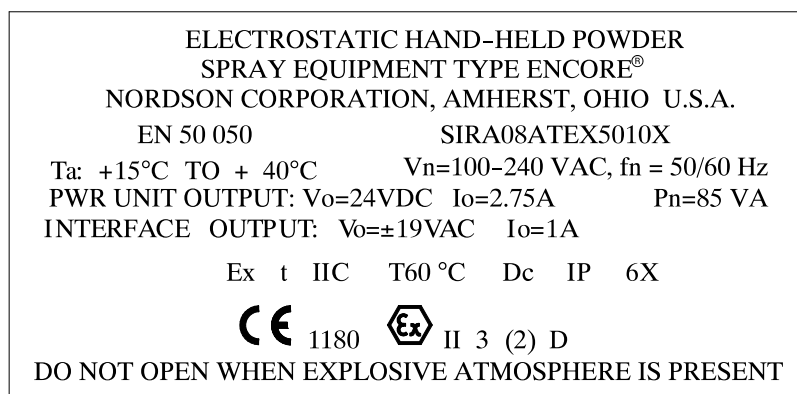 ELECTROSTATIC HAND-HELD POWDER
SPRAY EQUIPMENT TYPE ENCORE®
NORDSON CORPORATION, AMHERST, OHIO U.S.A.
EN 50 050 SIRA08ATEX5010X
Ta: +15°C TO + 40°C Vn=100-240 VAC, fn = 50/60 Hz
PWR UNIT OUTPUT: Vo=24VDC Io=2.75A Pn=85 VA
INTERFACE OUTPUT: Vo=±19VAC Io=1A
Ex t IIC T60 °C Dc IP 6X
CE 1180 Ex II 3 (2) D
DO NOT OPEN WHEN EXPLOSIVE ATMOSPHERE IS PRESENT